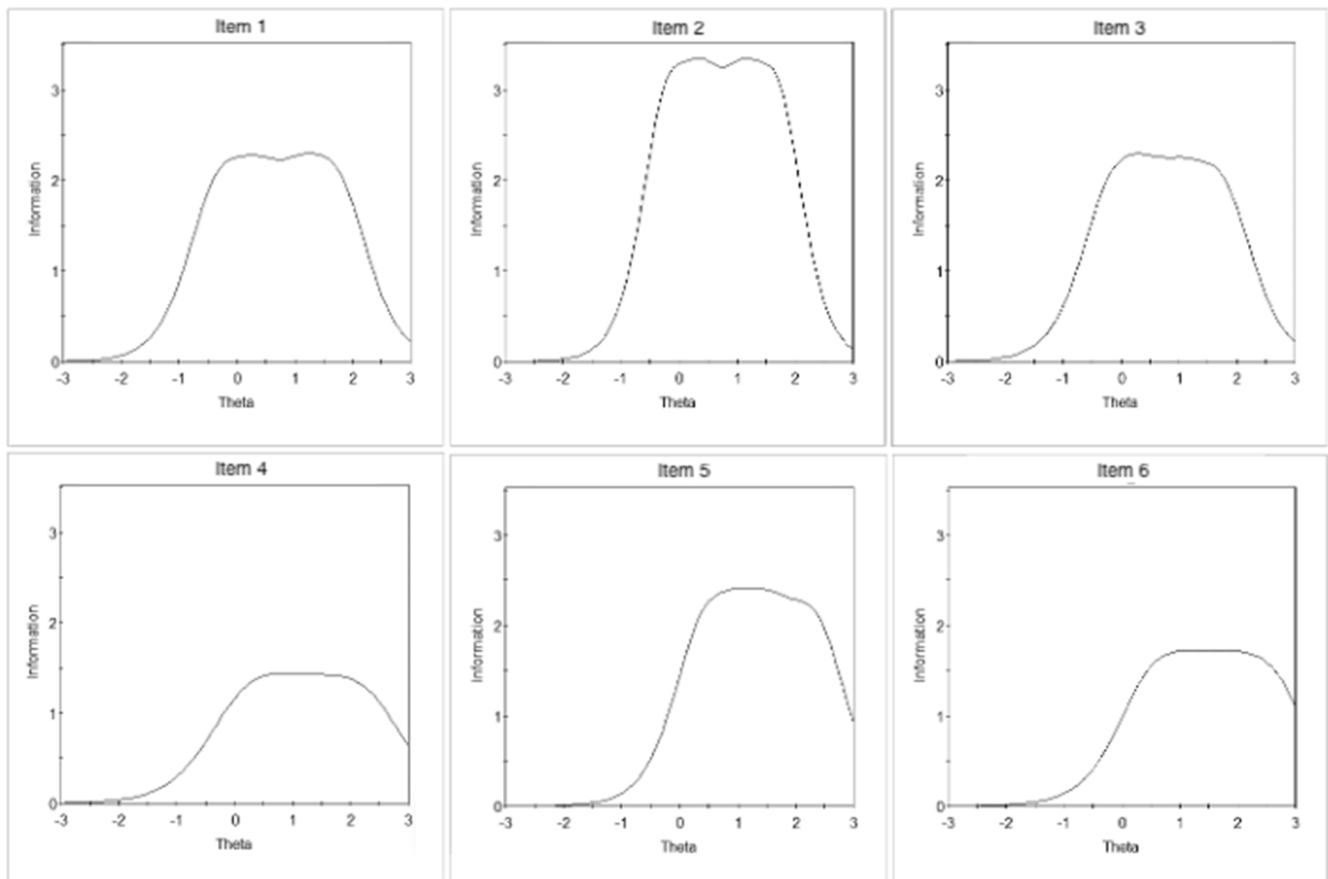 Item 1
3
2
1
0
Information
-3 -2 -1 0 1 2 3
Theta
Item 2
3
2
1
0
Information
-3 -2 -1 0 1 2 3
Theta
Item 3
3
2
1
0
Information
-3 -2 -1 0 1 2 3
Theta
Item 4
3
2
1
0
Information
-3 -2 -1 0 1 2 3
Theta
Item 5
3
2
1
0
Information
-3 -2 -1 0 1 2 3
Theta
Item 6
3
2
1
0
Information
-3 -2 -1 0 1 2 3
Theta